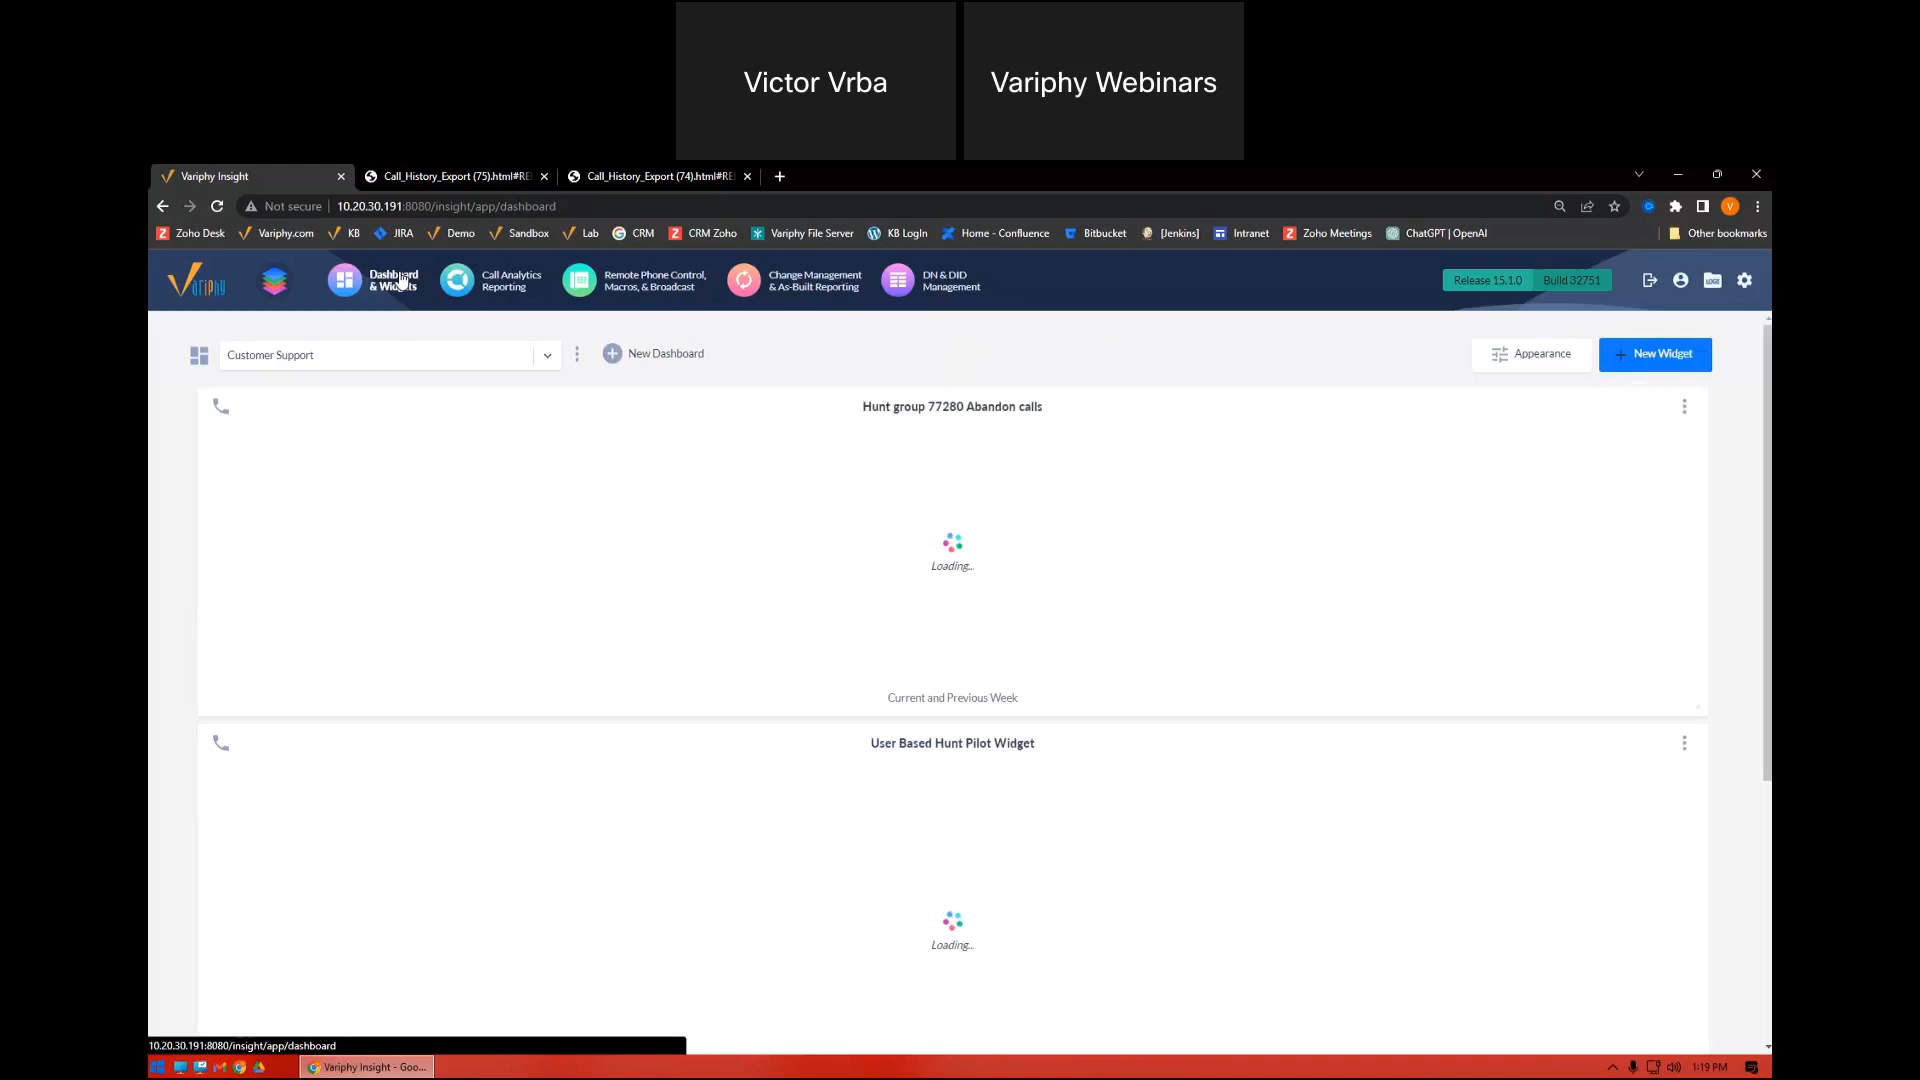 Victor Vrba
Variphy Webinars
Variphy Insight
Call_History_Export (75).html#RE
Call_History_Export (74).html#RE
Not secure
10.20.30.191:8080/insight/app/dashboard
Zoho Desk
Variphy.com
KB
JIRA
Demo
Sandbox
Lab
CRM
CRM Zoho
Variphy File Server
KB LogIn
Home - Confluence
Bitbucket
[Jenkins]
Intranet
Zoho Meetings
ChatGPT | OpenAI
Other bookmarks
Variphy
Dashboard
& Widgets
Call Analytics
Reporting
Remote Phone Control,
Macros, & Broadcast
Change Management
& As-Built Reporting
DN & DID
Management
Release 15.1.0
Build 32751
LOGS
Customer Support
New Dashboard
Appearance
New Widget
Hunt group 77280 Abandon calls
Loading...
Current and Previous Week
User Based Hunt Pilot Widget
Loading...
10.20.30.191:8080/insight/app/dashboard
Variphy Insight - Goo...
1:19 PM